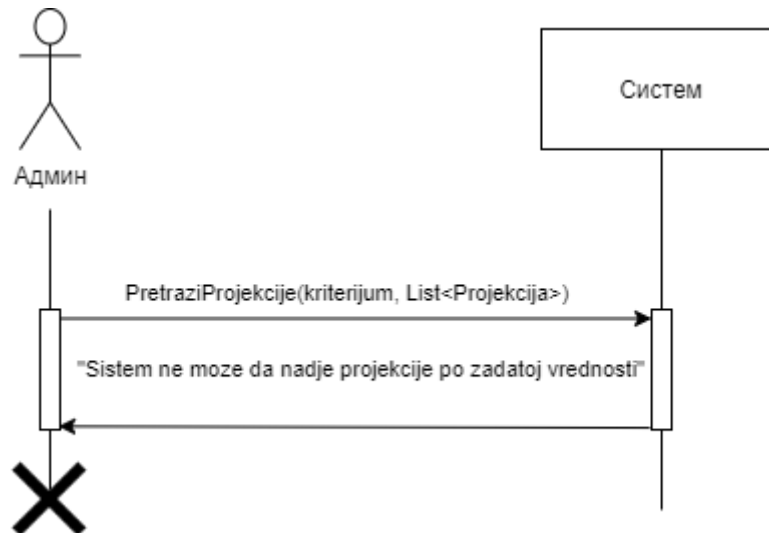 Систем
Админ
PretraziProjekcije(kriterijum, List<Projekcija>)
"Sistem ne moze da nadje projekcije po zadatoj vrednosti"